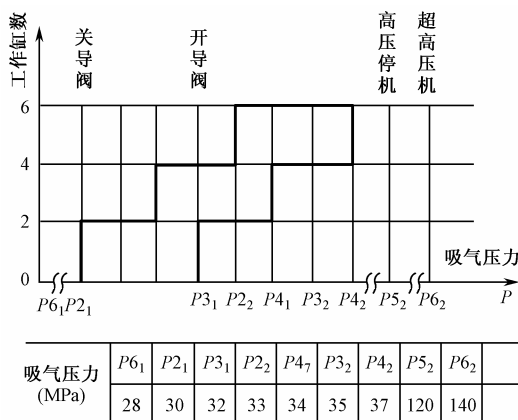 工作缸数
关导阀
开导阀
高压停机
超高压机
6
4
2
0
吸气压力
P6₁ P2₁ P3₁ P2₂ P4₁ P3₂ P4₂ P5₂ P6₂ P
吸气压力 (MPa) P6₁ P2₁ P3₁ P2₂ P4₇ P3₂ P4₂ P5₂ P6₂
28 30 32 33 34 35 37 120 140